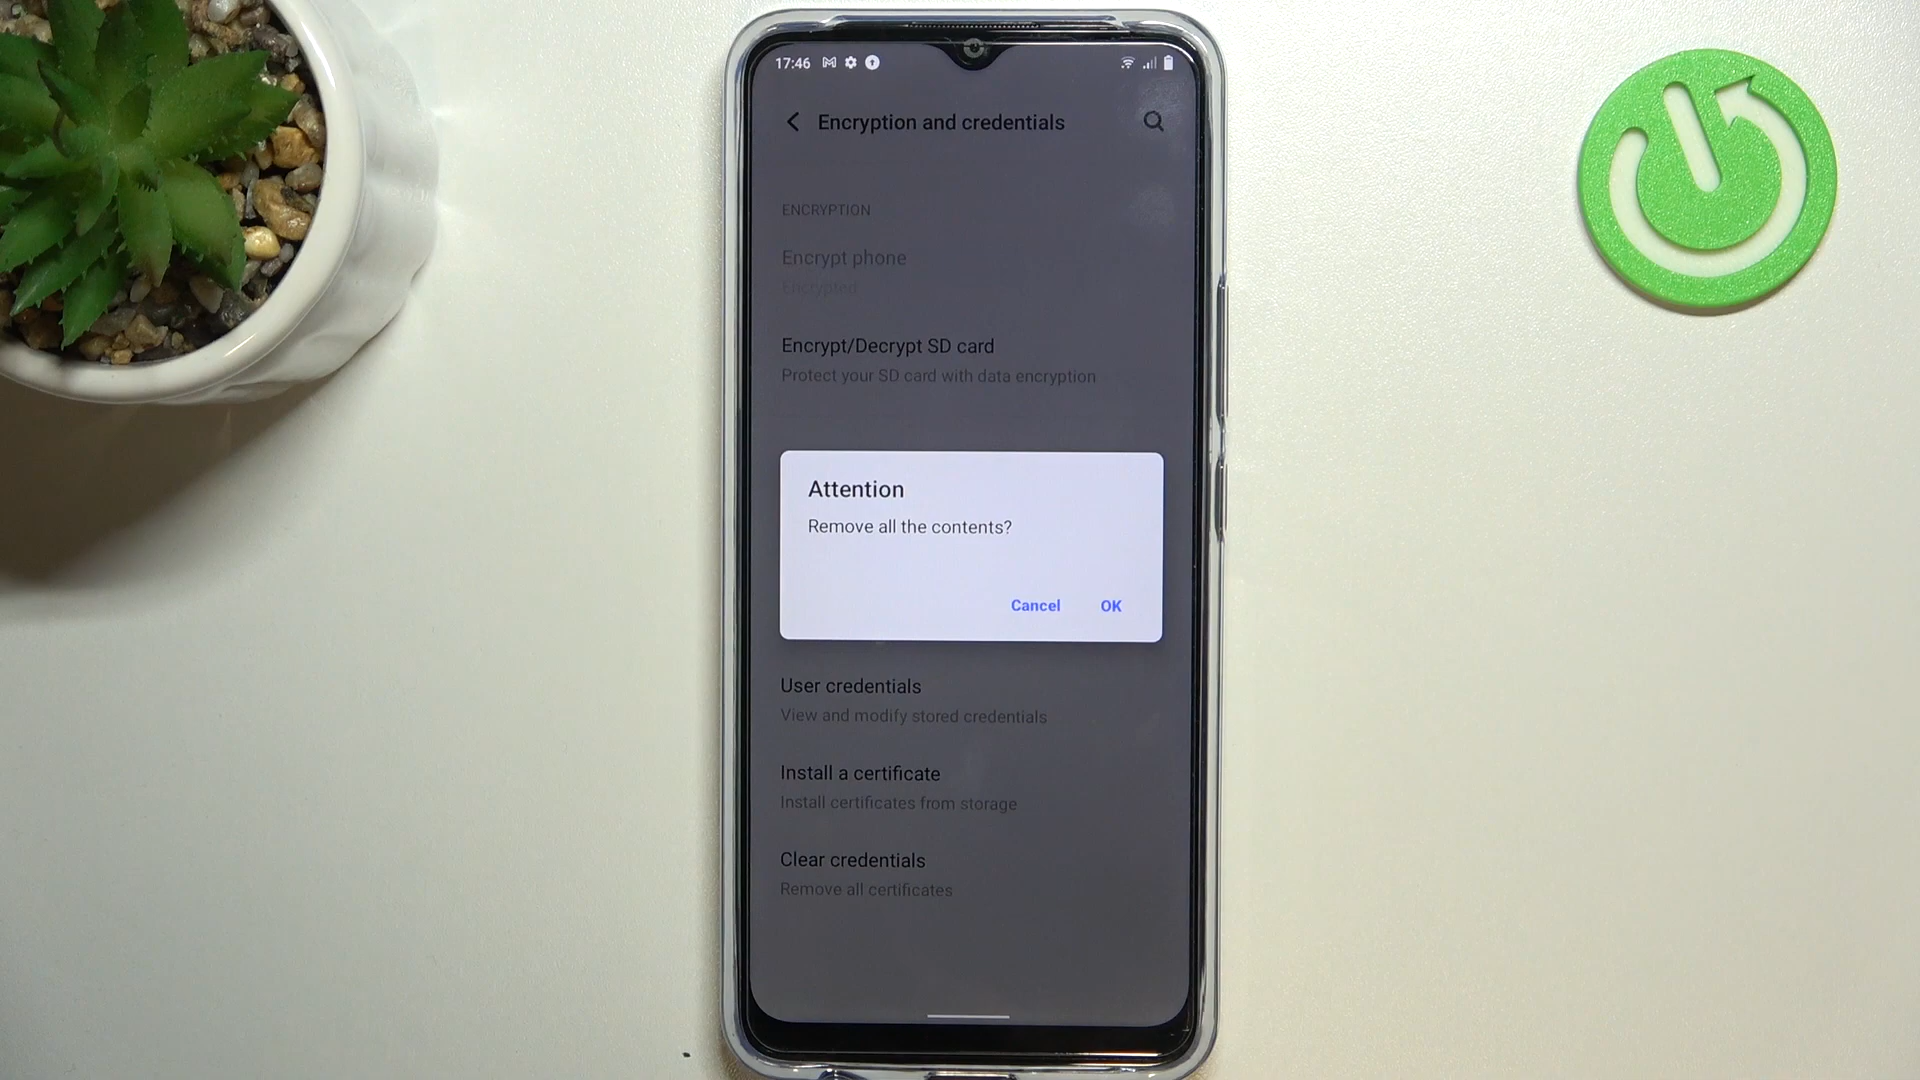 17:46
Encryption and credentials
ENCRYPTION
Encrypt phone
Encrypted
Encrypt/Decrypt SD card
Protect your SD card with data encryption
Attention
Remove all the contents?
Cancel OK
User credentials
View and modify stored credentials
Install a certificate
Install certificates from storage
Clear credentials
Remove all certificates